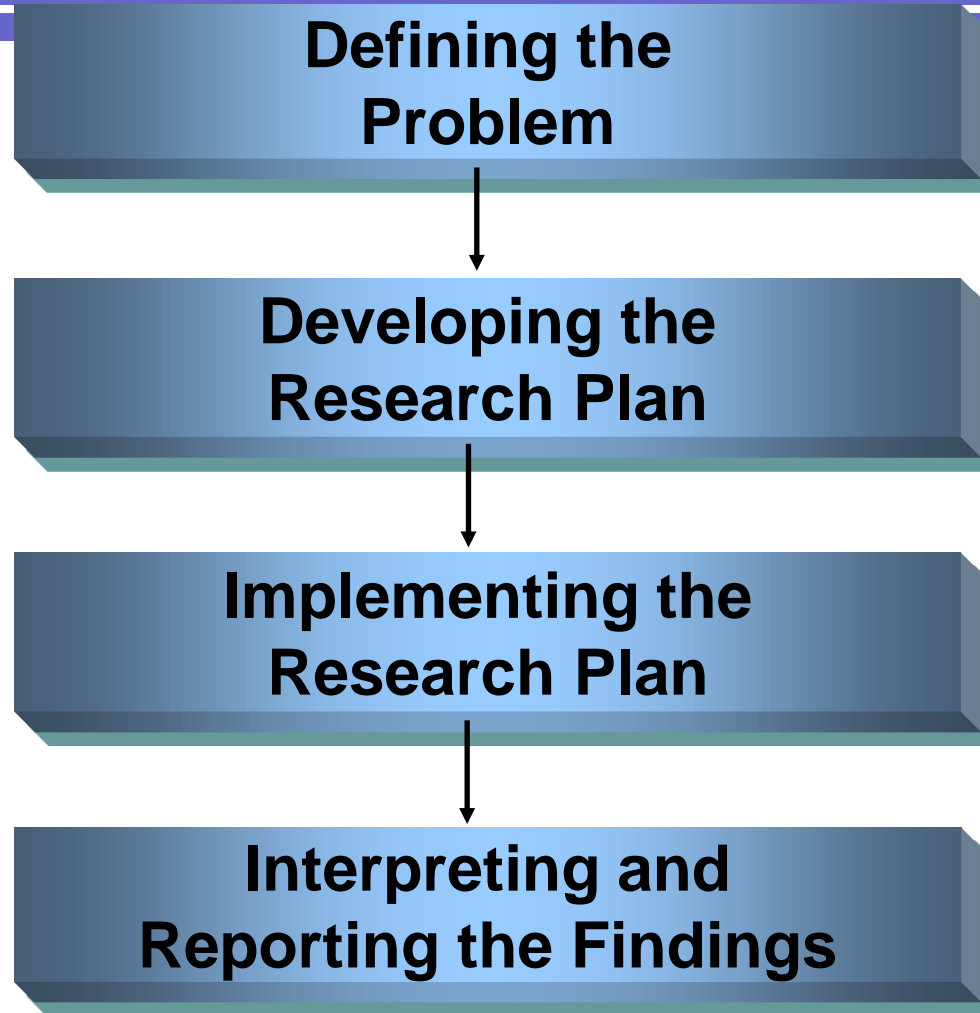 Defining the
Problem
Developing the
Research Plan
Implementing the
Research Plan
Interpreting and
Reporting the Findings